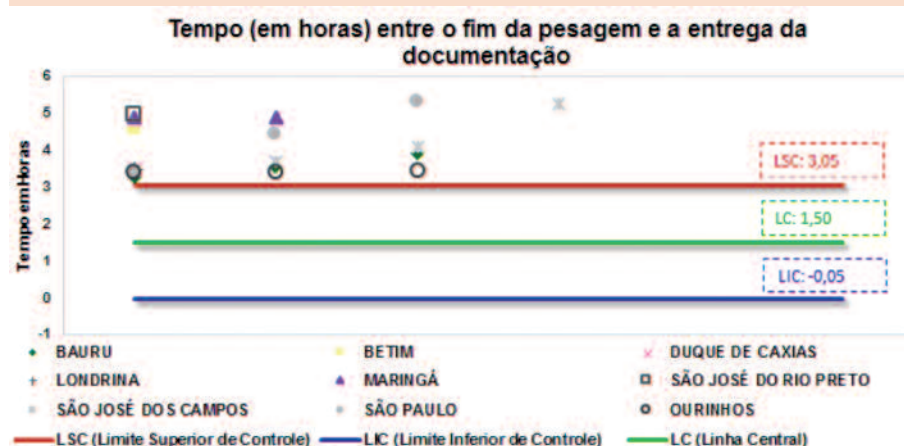 Tempo (em horas) entre o fim da pesagem e a entrega da
documentação
Tempo emHoras
6
5
4
3
2
1
0
-1
LSC: 3,05
LC: 1,50
LIC: -0,05
BAURU
BETIM
DUQUE DE CAXIAS
LONDRINA
MARINGÁ
SÃO JOSÉ DO RIO PRETO
SÃO JOSÉ DOS CAMPOS
SÃO PAULO
OURINHOS
LSC (Limite Superior de Controle)
LIC (Limite Inferior de Controle)
LC (Linha Central)